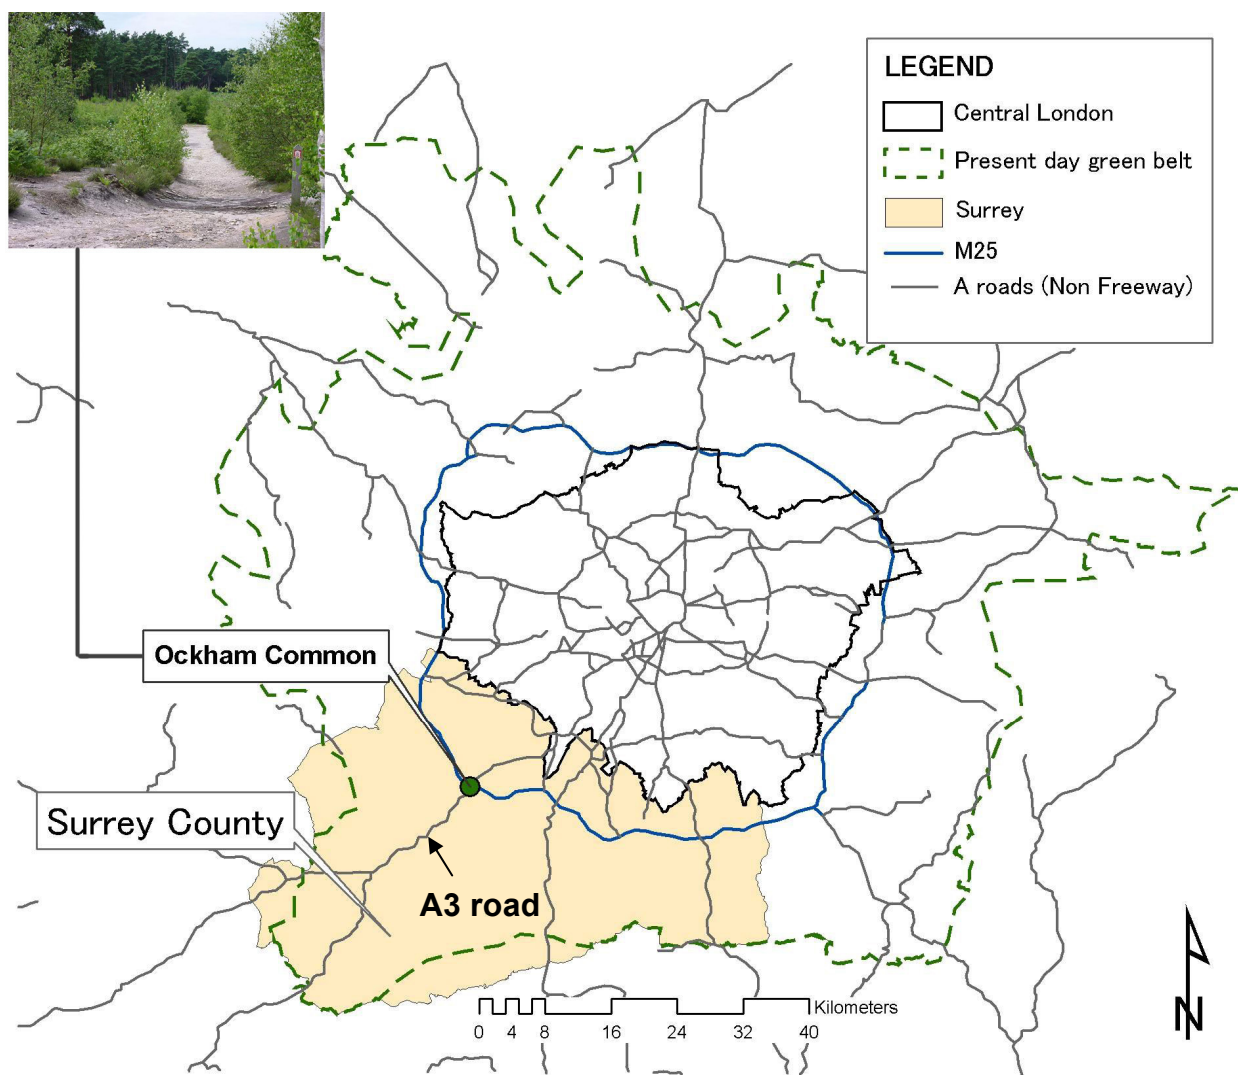 LEGEND
Central London
Present day green belt
Surrey
M25
A roads (Non Freeway)
Ockham Common
Surrey County
A3 road
Kilometers
0 4 8 16 24 32 40
N